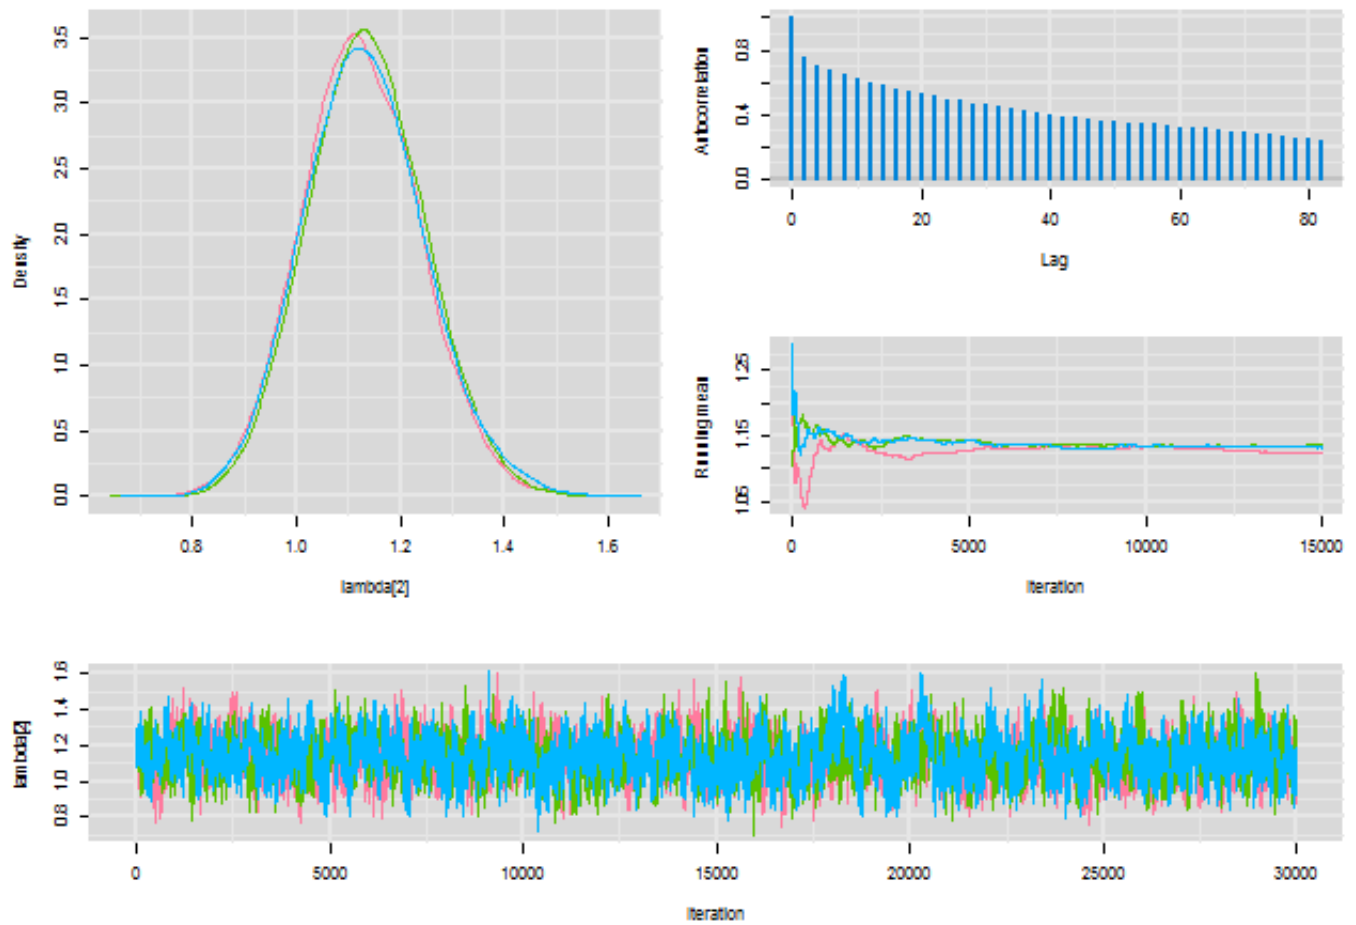 3.5
3.0
2.5
2.0
1.5
1.0
0.5
0.0
Density
0.8 1.0 1.2 1.4 1.6
lambda[2]
0.8
0.4
0.0
Autocorrelation
0 20 40 60 80
Lag
1.25
1.15
1.05
Running mean
0 5000 10000 15000
Iteration
1.6
1.4
1.2
1.0
0.8
lambda[2]
0 5000 10000 15000 20000 25000 30000
Iteration